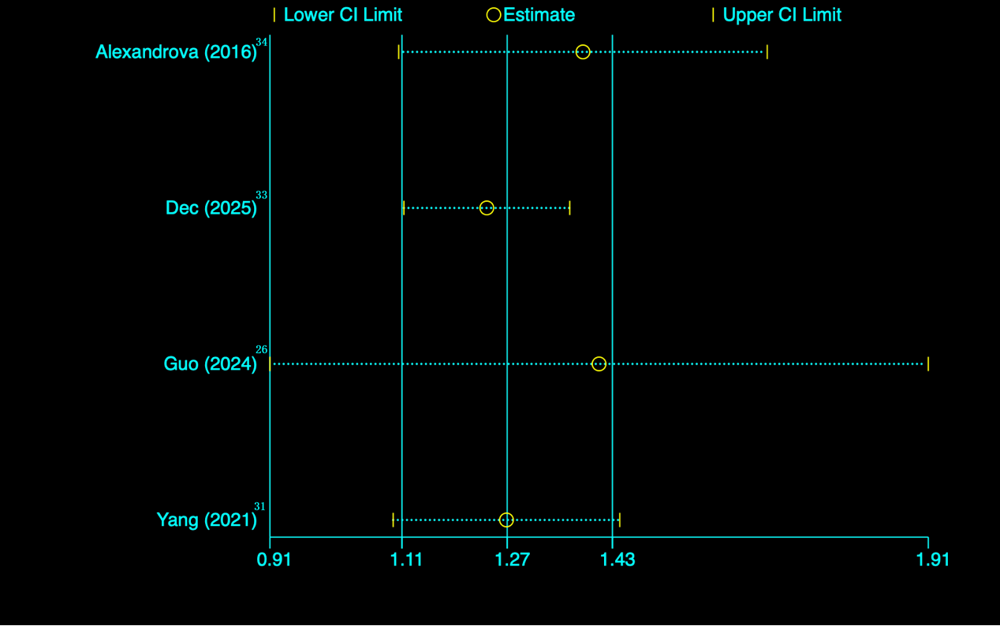 | Lower CI Limit Estimate | Upper CI Limit
Alexandrova (2016)34
Dec (2025)33
Guo (2024)26
Yang (2021)31
0.91 1.11 1.27 1.43 1.91